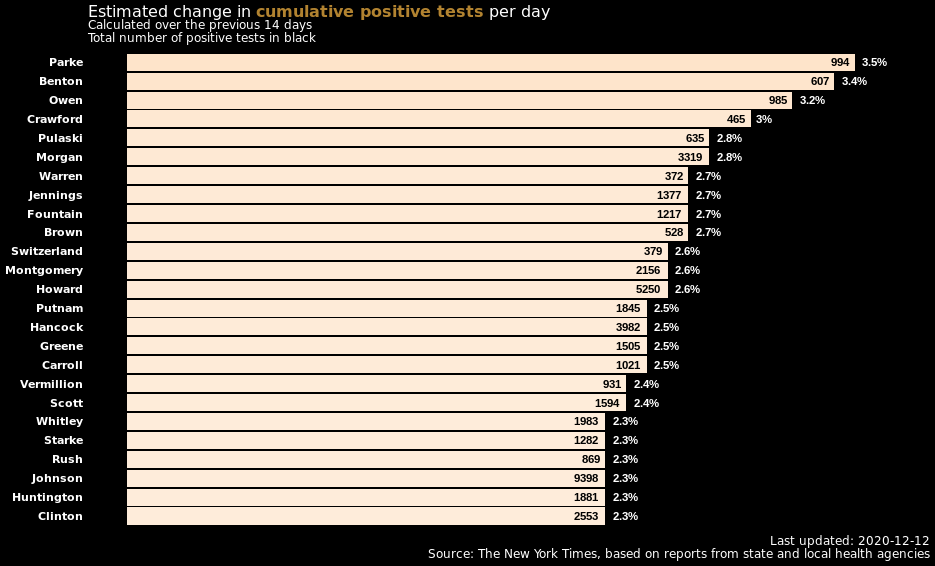 Estimated change in cumulative positive tests per day
Calculated over the previous 14 days
Total number of positive tests in black
Parke 994 3.5%
Benton 607 3.4%
Owen 985 3.2%
Crawford 465 3%
Pulaski 635 2.8%
Morgan 3319 2.8%
Warren 372 2.7%
Jennings 1377 2.7%
Fountain 1217 2.7%
Brown 528 2.7%
Switzerland 379 2.6%
Montgomery 2156 2.6%
Howard 5250 2.6%
Putnam 1845 2.5%
Hancock 3982 2.5%
Greene 1505 2.5%
Carroll 1021 2.5%
Vermillion 931 2.4%
Scott 1594 2.4%
Whitley 1983 2.3%
Starke 1282 2.3%
Rush 869 2.3%
Johnson 9398 2.3%
Huntington 1881 2.3%
Clinton 2553 2.3%
Last updated: 2020-12-12
Source: The New York Times, based on reports from state and local health agencies